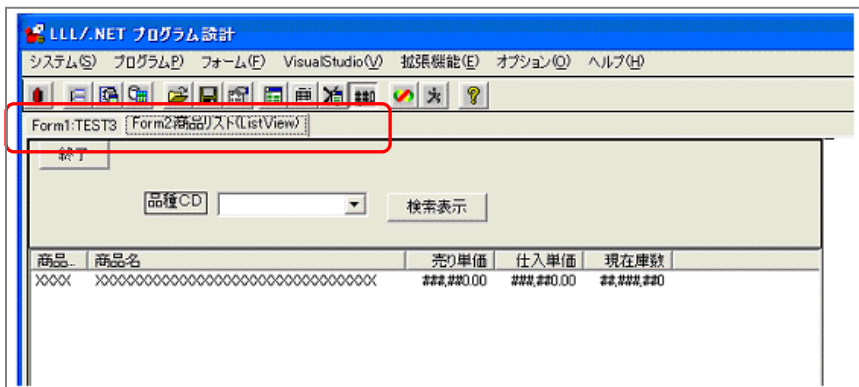 LLL/.NET プログラム設計
システム(S) プログラム(P) フォーム(F) VisualStudio(V) 拡張機能(E) オプション(O) ヘルプ(H)
##0
Form1:TEST3 Form2商品リスト(ListView)
終了
品種CD 検索表示
商品... 商品名 売り単価 仕入単価 現在庫数
XXXX XXXXXXXXXXXXXXXXXXXXXXXXXXXXXXXXXXX ###,##0.00 ###,##0.00 ##,###,##0